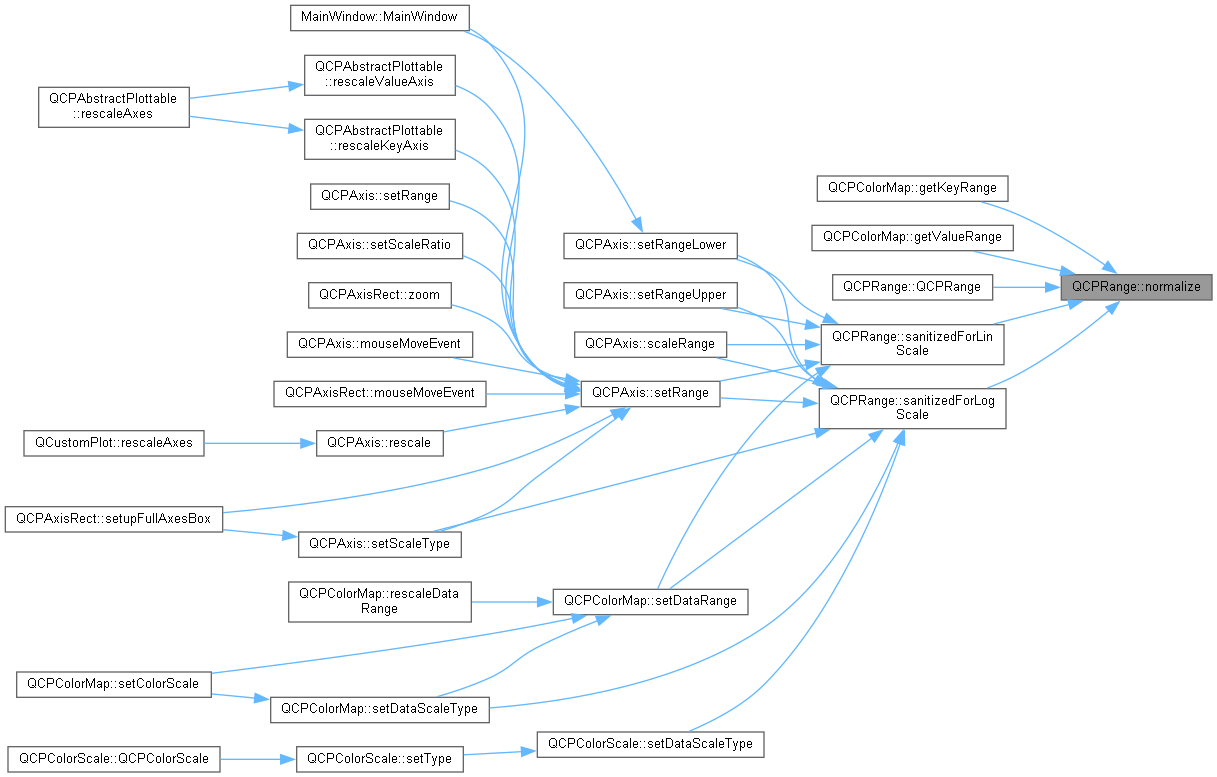 MainWindow::MainWindow
QCPAbstractPlottable
::rescaleValueAxis
QCPAbstractPlottable
::rescaleAxes
QCPAbstractPlottable
::rescaleKeyAxis
QCPColorMap::getKeyRange
QCPAxis::setRange
QCPColorMap::getValueRange
QCPAxis::setScaleRatio
QCPAxis::setRangeLower
QCPRange::QCPRange
QCPRange::normalize
QCPAxisRect::zoom
QCPAxis::setRangeUpper
QCPRange::sanitizedForLin
Scale
QCPAxis::mouseMoveEvent
QCPAxis::scaleRange
QCPAxisRect::mouseMoveEvent
QCPAxis::setRange
QCPRange::sanitizedForLog
Scale
QCustomPlot::rescaleAxes
QCPAxis::rescale
QCPAxisRect::setupFullAxesBox
QCPAxis::setScaleType
QCPColorMap::rescaleData
Range
QCPColorMap::setDataRange
QCPColorMap::setColorScale
QCPColorMap::setDataScaleType
QCPColorScale::setDataScaleType
QCPColorScale::QCPColorScale
QCPColorScale::setType